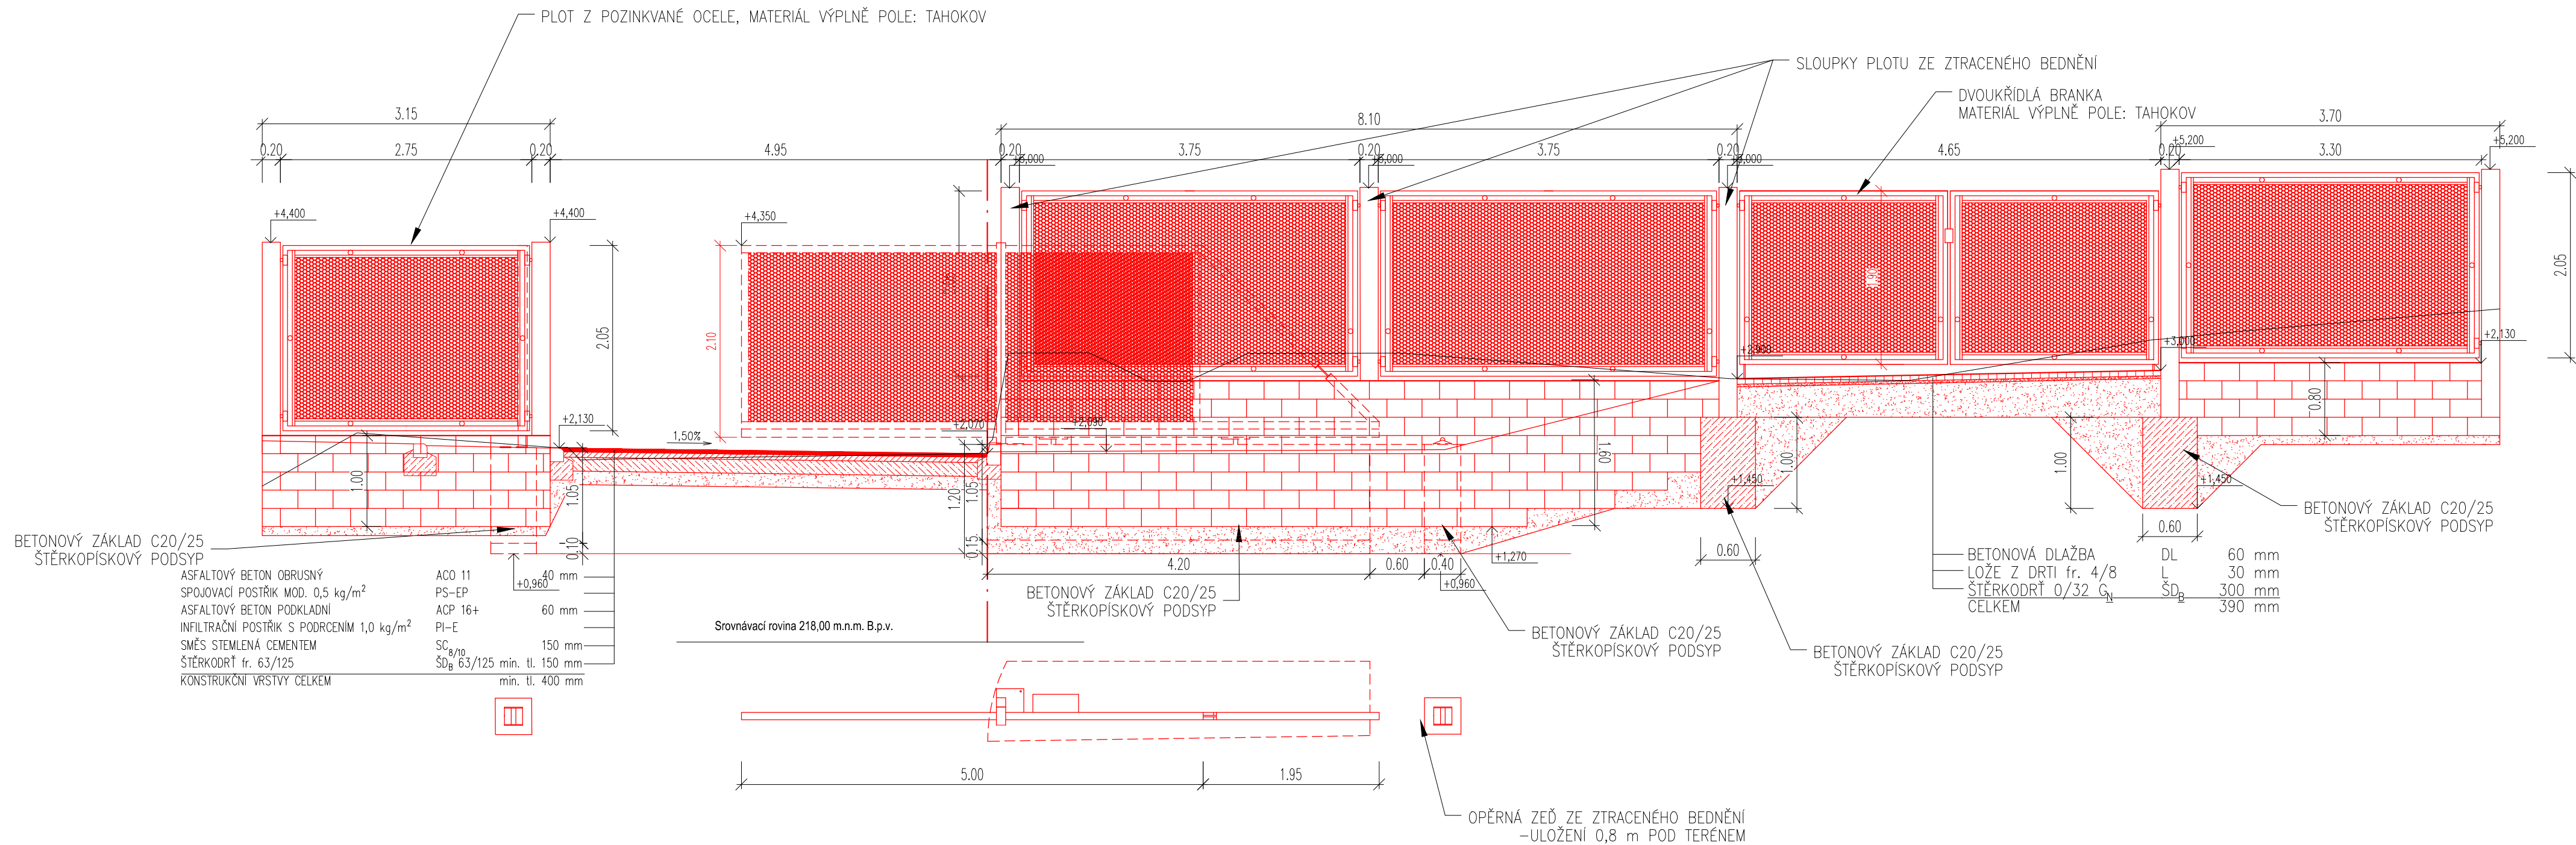 PLOT Z POZINKVANÉ OCELE, MATERIÁL VÝPLNĚ POLE: TAHOKOV
SLOUPKY PLOTU ZE ZTRACENÉHO BEDNĚNÍ
DVOUKŘÍDLÁ BRANKA
MATERIÁL VÝPLNĚ POLE: TAHOKOV
3.15
8.10
3.70
0.20
2.75
0.20
4.95
0.20
3.75
0.20
3.75
0.20
4.65
0.20
3.30
+5,200
+5,200
+4,400
+4,400
+4,350
2.05
2.10
2.05
+2,130
1,50%
+2,070
+2,090
+2,900
+3,000
+2,130
1.00
1.05
0.10
1.20
1.05
0.15
1.60
1.00
1.00
0.80
+1,450
+1,450
+1,270
+0,960
+0,960
4.20
0.60
0.40
0.60
0.60
BETONOVÝ ZÁKLAD C20/25
ŠTĚRKOPÍSKOVÝ PODSYP
ASFALTOVÝ BETON OBRUSNÝ ACO 11 40 mm
SPOJOVACÍ POSTŘIK MOD. 0,5 kg/m² PS-EP
ASFALTOVÝ BETON PODKLADNÍ ACP 16+ 60 mm
INFILTRAČNÍ POSTŘIK S PODRCENÍM 1,0 kg/m² PI-E
SMĚS STEMLENÁ CEMENTEM SC8/10 150 mm
ŠTĚRKODRŤ fr. 63/125 ŠDB 63/125 min. tl. 150 mm
KONSTRUKČNÍ VRSTVY CELKEM min. tl. 400 mm
Srovnávací rovina 218,00 m.n.m. B.p.v.
BETONOVÝ ZÁKLAD C20/25
ŠTĚRKOPÍSKOVÝ PODSYP
BETONOVÝ ZÁKLAD C20/25
ŠTĚRKOPÍSKOVÝ PODSYP
BETONOVÝ ZÁKLAD C20/25
ŠTĚRKOPÍSKOVÝ PODSYP
BETONOVÝ ZÁKLAD C20/25
ŠTĚRKOPÍSKOVÝ PODSYP
BETONOVÁ DLAŽBA DL 60 mm
LOŽE Z DRTI fr. 4/8 L 30 mm
ŠTĚRKODRŤ 0/32 GN ŠDB 300 mm
CELKEM 390 mm
5.00
1.95
OPĚRNÁ ZEĎ ZE ZTRACENÉHO BEDNĚNÍ
-ULOŽENÍ 0,8 m POD TERÉNEM